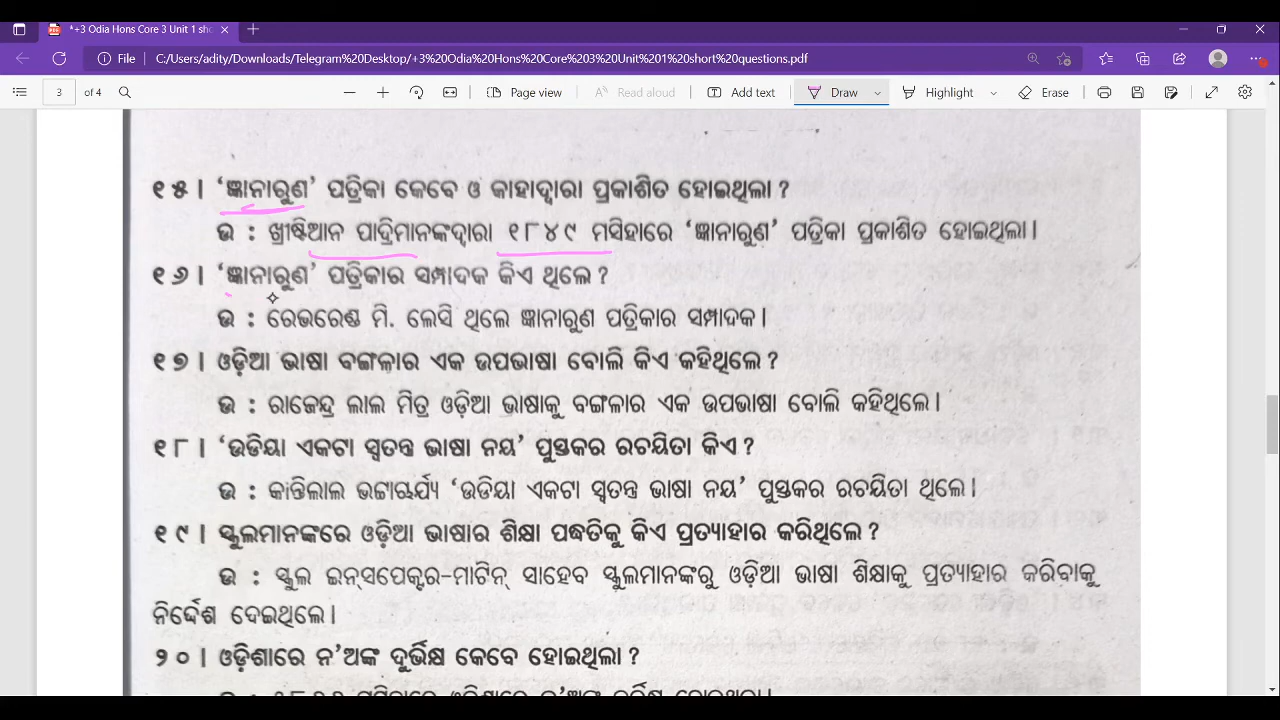 *+3 Odia Hons Core 3 Unit 1 sho
File C:/Users/adity/Downloads/Telegram%20Desktop/+3%20Odia%20Hons%20Core%203%20Unit%201%20short%20questions.pdf
3 of 4 Page view Read aloud Add text Draw Highlight Erase
୧୫। ‘ଜ୍ଞାନାରୁଣ’ ପତ୍ରିକା କେବେ ଓ କାହାଦ୍ୱାରା ପ୍ରକାଶିତ ହୋଇଥିଲା ?
ଉ : ଖ୍ରୀଷ୍ଟିଆନ ପାଦ୍ରିମାନଙ୍କଦ୍ୱାରା ୧୮୪୯ ମସିହାରେ ‘ଜ୍ଞାନାରୁଣ’ ପତ୍ରିକା ପ୍ରକାଶିତ ହୋଇଥିଲା।
୧୬। ‘ଜ୍ଞାନାରୁଣ’ ପତ୍ରିକାର ସମ୍ପାଦକ କିଏ ଥିଲେ ?
ଉ : ରେଭରେଣ୍ଡ ମି. ଲେସି ଥିଲେ ଜ୍ଞାନାରୁଣ ପତ୍ରିକାର ସମ୍ପାଦକ।
୧୭। ଓଡ଼ିଆ ଭାଷା ବଙ୍ଗଳାର ଏକ ଉପଭାଷା ବୋଲି କିଏ କହିଥିଲେ ?
ଉ : ରାଜେନ୍ଦ୍ର ଲାଲ ମିତ୍ର ଓଡ଼ିଆ ଭାଷାକୁ ବଙ୍ଗଳାର ଏକ ଉପଭାଷା ବୋଲି କହିଥିଲେ।
୧୮। ‘ଉଡିୟା ଏକଟା ସ୍ୱତନ୍ତ୍ର ଭାଷା ନୟ’ ପୁସ୍ତକର ରଚୟିତା କିଏ ?
ଉ : କାନ୍ତିଲାଲ ଭଟ୍ଟାଚାର୍ଯ୍ୟ ‘ଉଡିୟା ଏକଟା ସ୍ୱତନ୍ତ୍ର ଭାଷା ନୟ’ ପୁସ୍ତକର ରଚୟିତା ଥିଲେ।
୧୯। ସ୍କୁଲମାନଙ୍କରେ ଓଡ଼ିଆ ଭାଷାର ଶିକ୍ଷା ପଦ୍ଧତିକୁ କିଏ ପ୍ରତ୍ୟାହାର କରିଥିଲେ ?
ଉ : ସ୍କୁଲ ଇନ୍‌ସପେକ୍ଟର-ମାଟିନ୍ ସାହେବ ସ୍କୁଲମାନଙ୍କରୁ ଓଡ଼ିଆ ଭାଷା ଶିକ୍ଷାକୁ ପ୍ରତ୍ୟାହାର କରିବାକୁ
ନିର୍ଦ୍ଦେଶ ଦେଇଥିଲେ।
୨୦। ଓଡ଼ିଶାରେ ନ’ଅଙ୍କ ଦୁର୍ଭିକ୍ଷ କେବେ ହୋଇଥିଲା ?